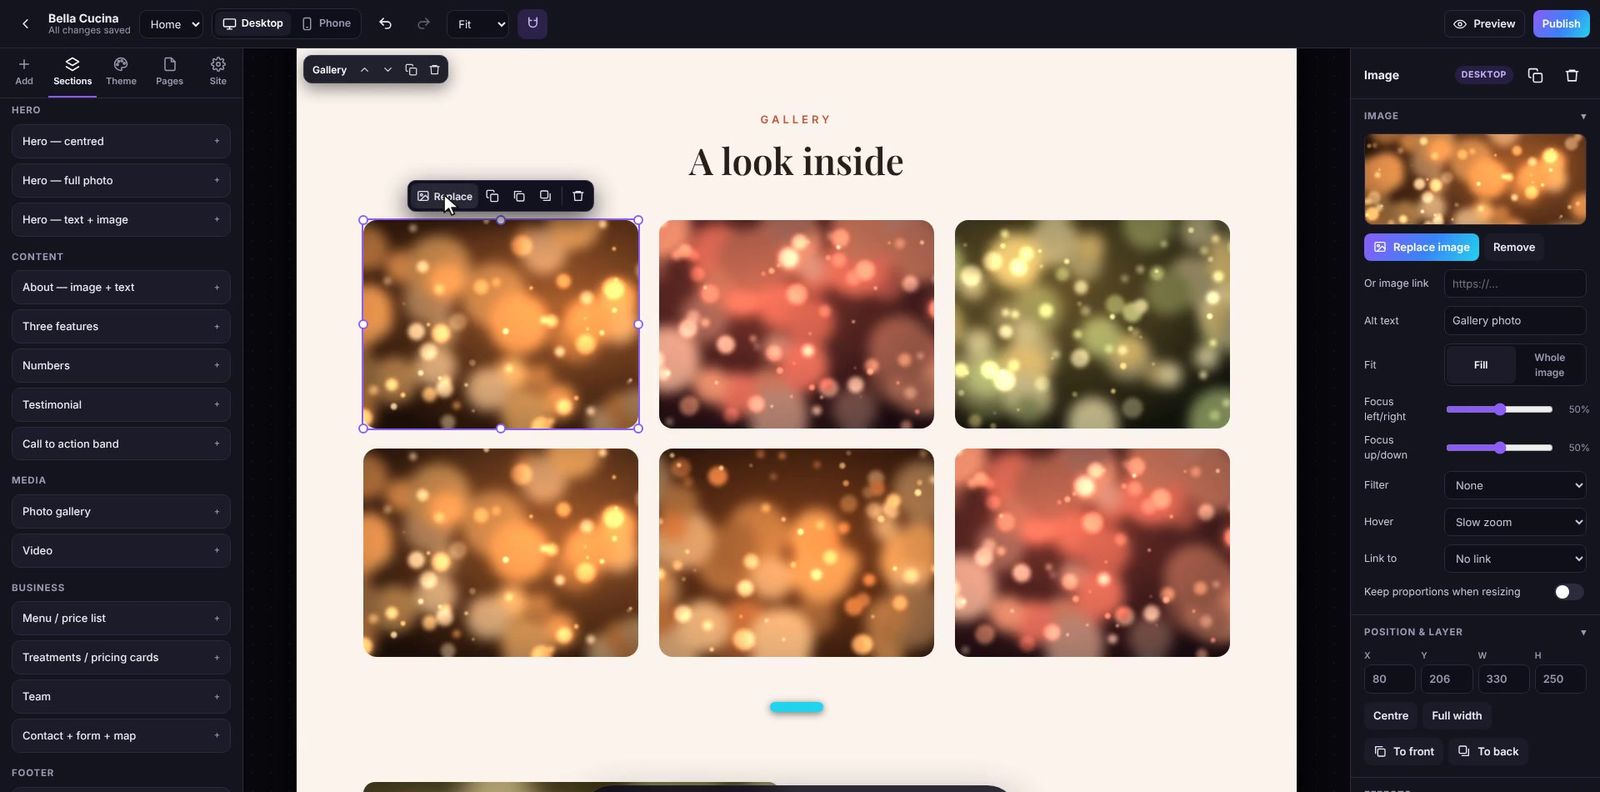 Bella Cucina
All changes saved
Home
Desktop
Phone
Fit
Preview
Publish
Add
Sections
Theme
Pages
Site
HERO
Hero — centred +
Hero — full photo +
Hero — text + image +
CONTENT
About — image + text +
Three features +
Numbers +
Testimonial +
Call to action band +
MEDIA
Photo gallery +
Video +
BUSINESS
Menu / price list +
Treatments / pricing cards +
Team +
Contact + form + map +
FOOTER
Gallery
GALLERY
A look inside
Replace
Image
DESKTOP
IMAGE
Replace image
Remove
Or image link
https://...
Alt text
Gallery photo
Fit
Fill
Whole
image
Focus
left/right
50%
Focus
up/down
50%
Filter
None
Hover
Slow zoom
Link to
No link
Keep proportions when resizing
POSITION & LAYER
X Y W H
80 206 330 250
Centre
Full width
To front
To back